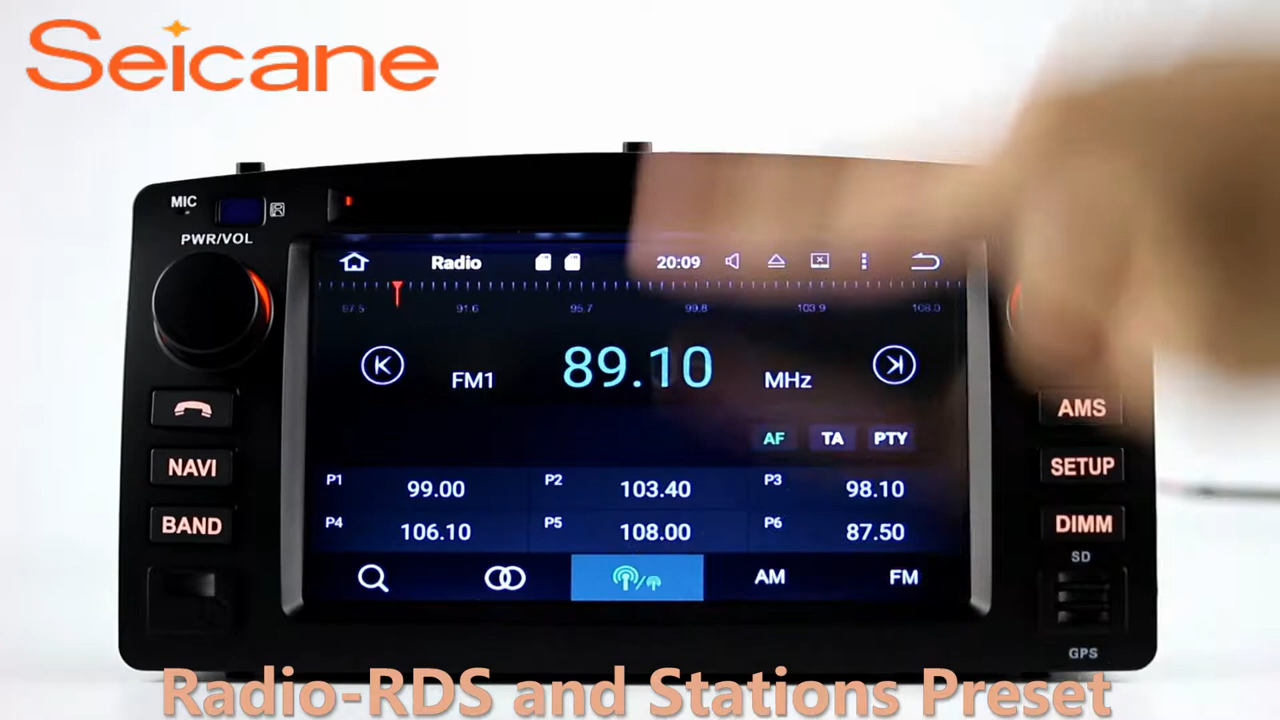 Seicane
MIC
PWR/VOL
Radio
20:09
87.5 91.6 95.7 99.8 103.9 108.0
FM1 89.10 MHz
AF TA PTY
P1 99.00 P2 103.40 P3 98.10
P4 106.10 P5 108.00 P6 87.50
AM FM
NAVI
BAND
AMS
SETUP
DIMM
SD
GPS
Radio-RDS and Stations Preset